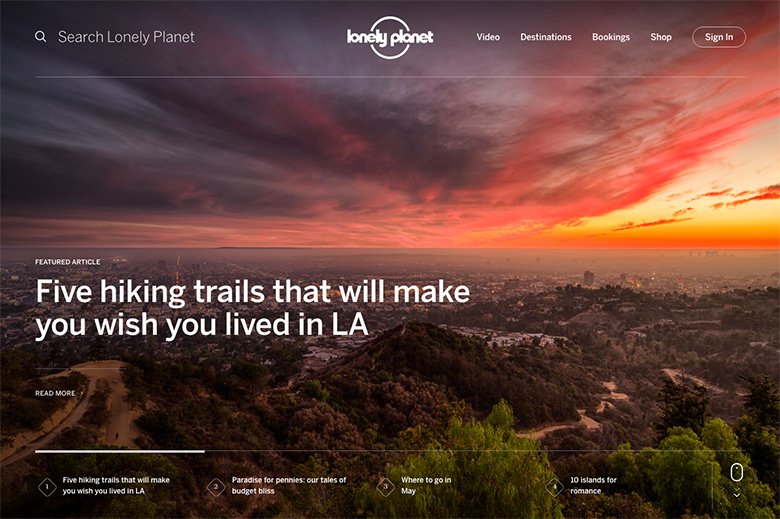 Search Lonely Planet
lonely planet
Video
Destinations
Bookings
Shop
Sign In
FEATURED ARTICLE
Five hiking trails that will make
you wish you lived in LA
READ MORE
1
Five hiking trails that will make
you wish you lived in LA
2
Paradise for pennies: our tales of
budget bliss
3
Where to go in
May
4
10 islands for
romance